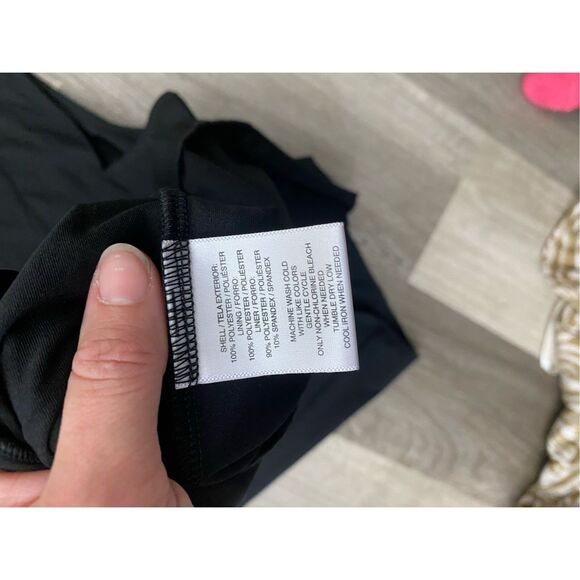 SHELL / TELA EXTERIOR:
100% POLYESTER / POLIÉSTER
LINING / FORRO:
100% POLYESTER / POLIÉSTER
LINER / FORRO:
90% POLYESTER / POLIÉSTER
10% SPANDEX / SPANDEX
MACHINE WASH COLD
WITH LIKE COLORS
GENTLE CYCLE
ONLY NON-CHLORINE BLEACH
WHEN NEEDED
TUMBLE DRY LOW
COOL IRON WHEN NEEDED